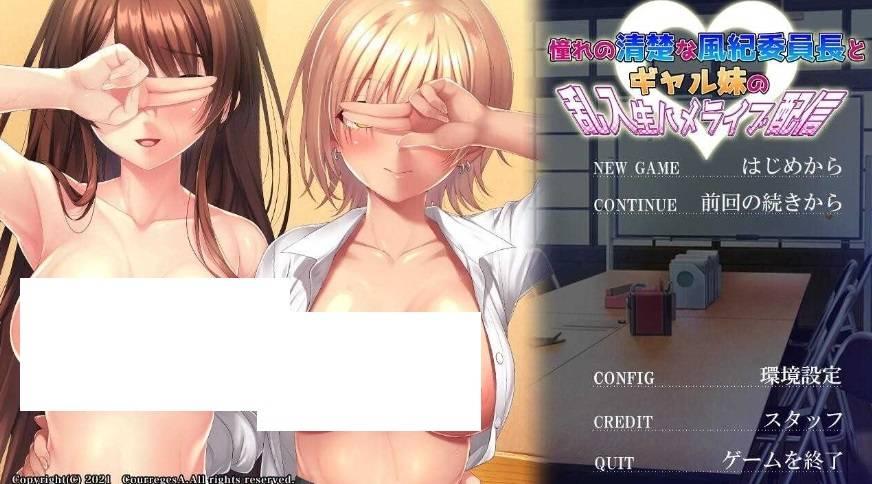 憧れの清楚な風紀委員長と
ギャル妹の
乱入生ハメライブ配信
NEW GAME はじめから
CONTINUE 前回の続きから
CONFIG 環境設定
CREDIT スタッフ
QUIT ゲームを終了
Copyright(C) 2021 CourregesA.All rights reserved.